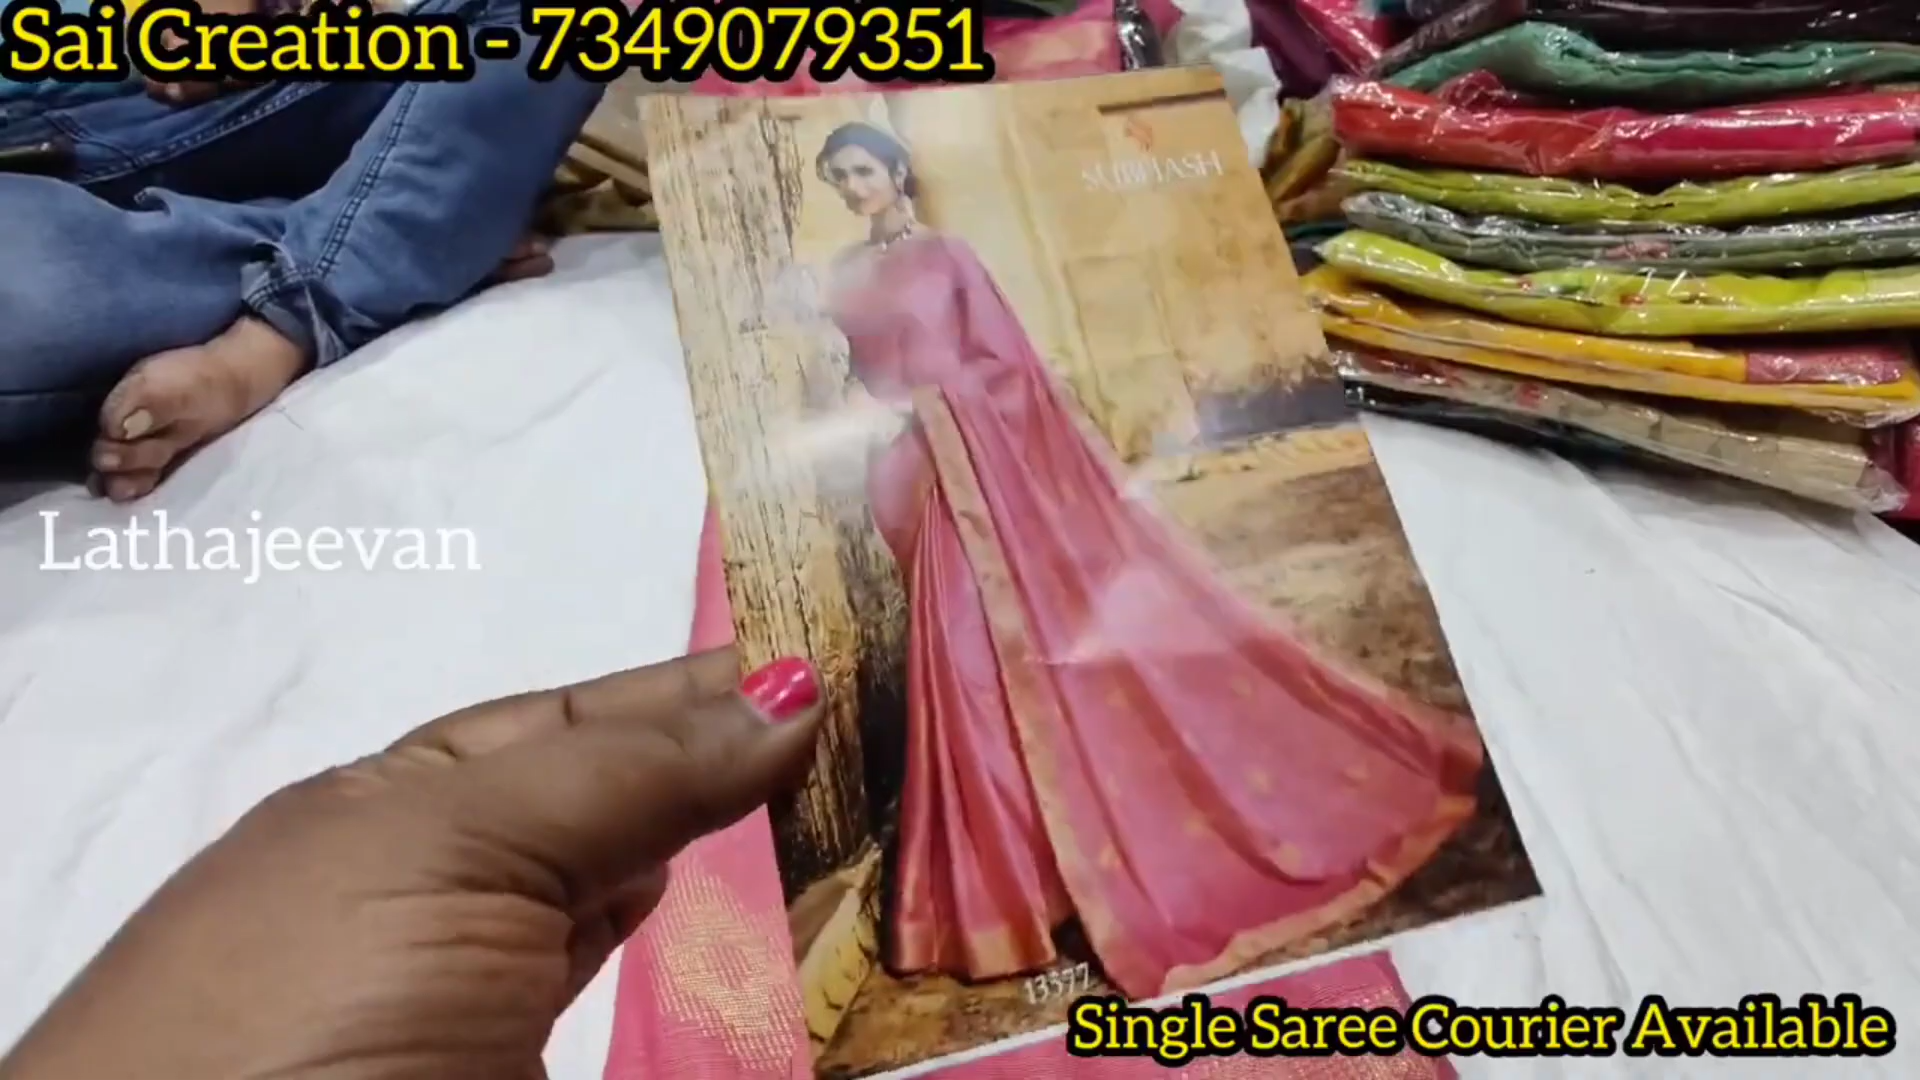 Sai Creation - 7349079351
SUBHASH
Lathajeevan
13377
Single Saree Courier Available